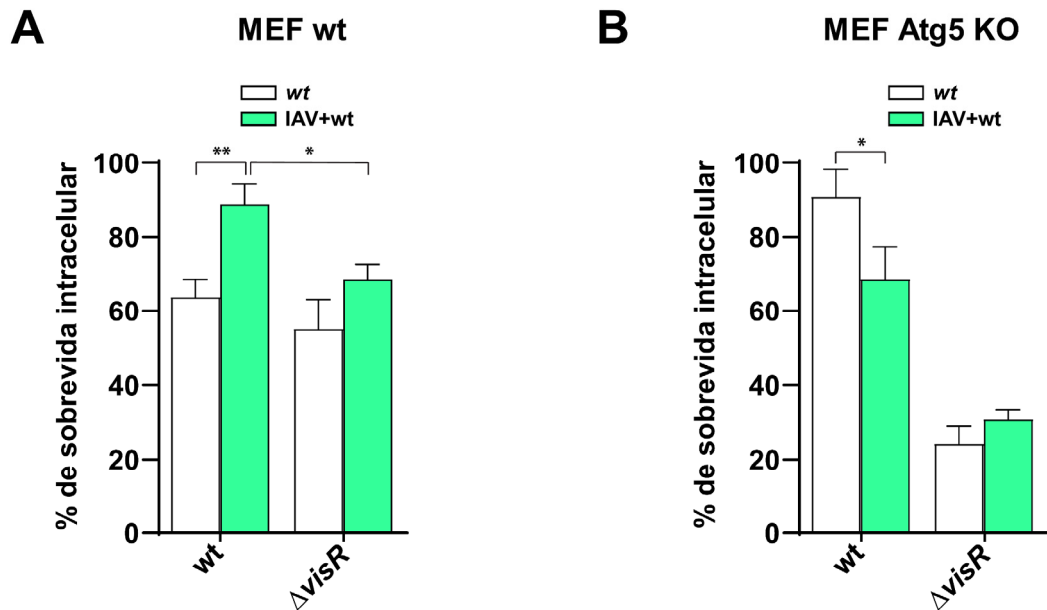 A
MEF wt
wt
IAV+wt
**
*
% de sobrevida intracelular
100
80
60
40
20
0
wt
ΔvisR
B
MEF Atg5 KO
wt
IAV+wt
*
% de sobrevida intracelular
100
80
60
40
20
0
wt
ΔvisR